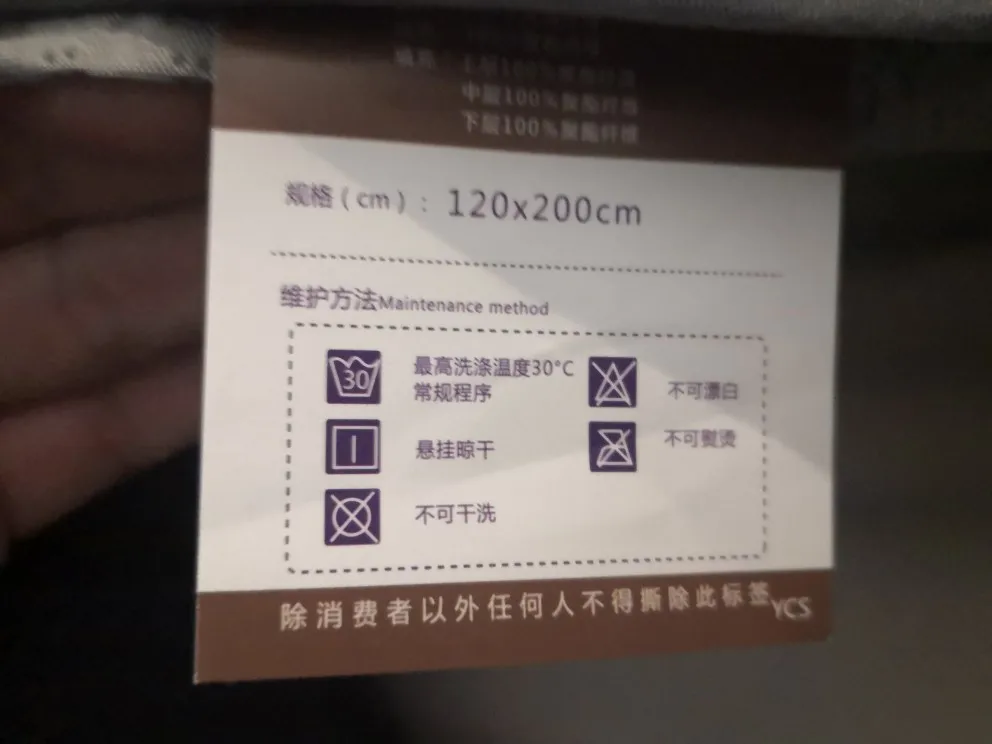 中层100%聚酯纤维
下层100%聚酯纤维
规格(cm): 120x200cm
维护方法Maintenance method
30
最高洗涤温度30°C
常规程序
不可漂白
悬挂晾干
不可熨烫
不可干洗
除消费者以外任何人不得撕除此标签
YCS